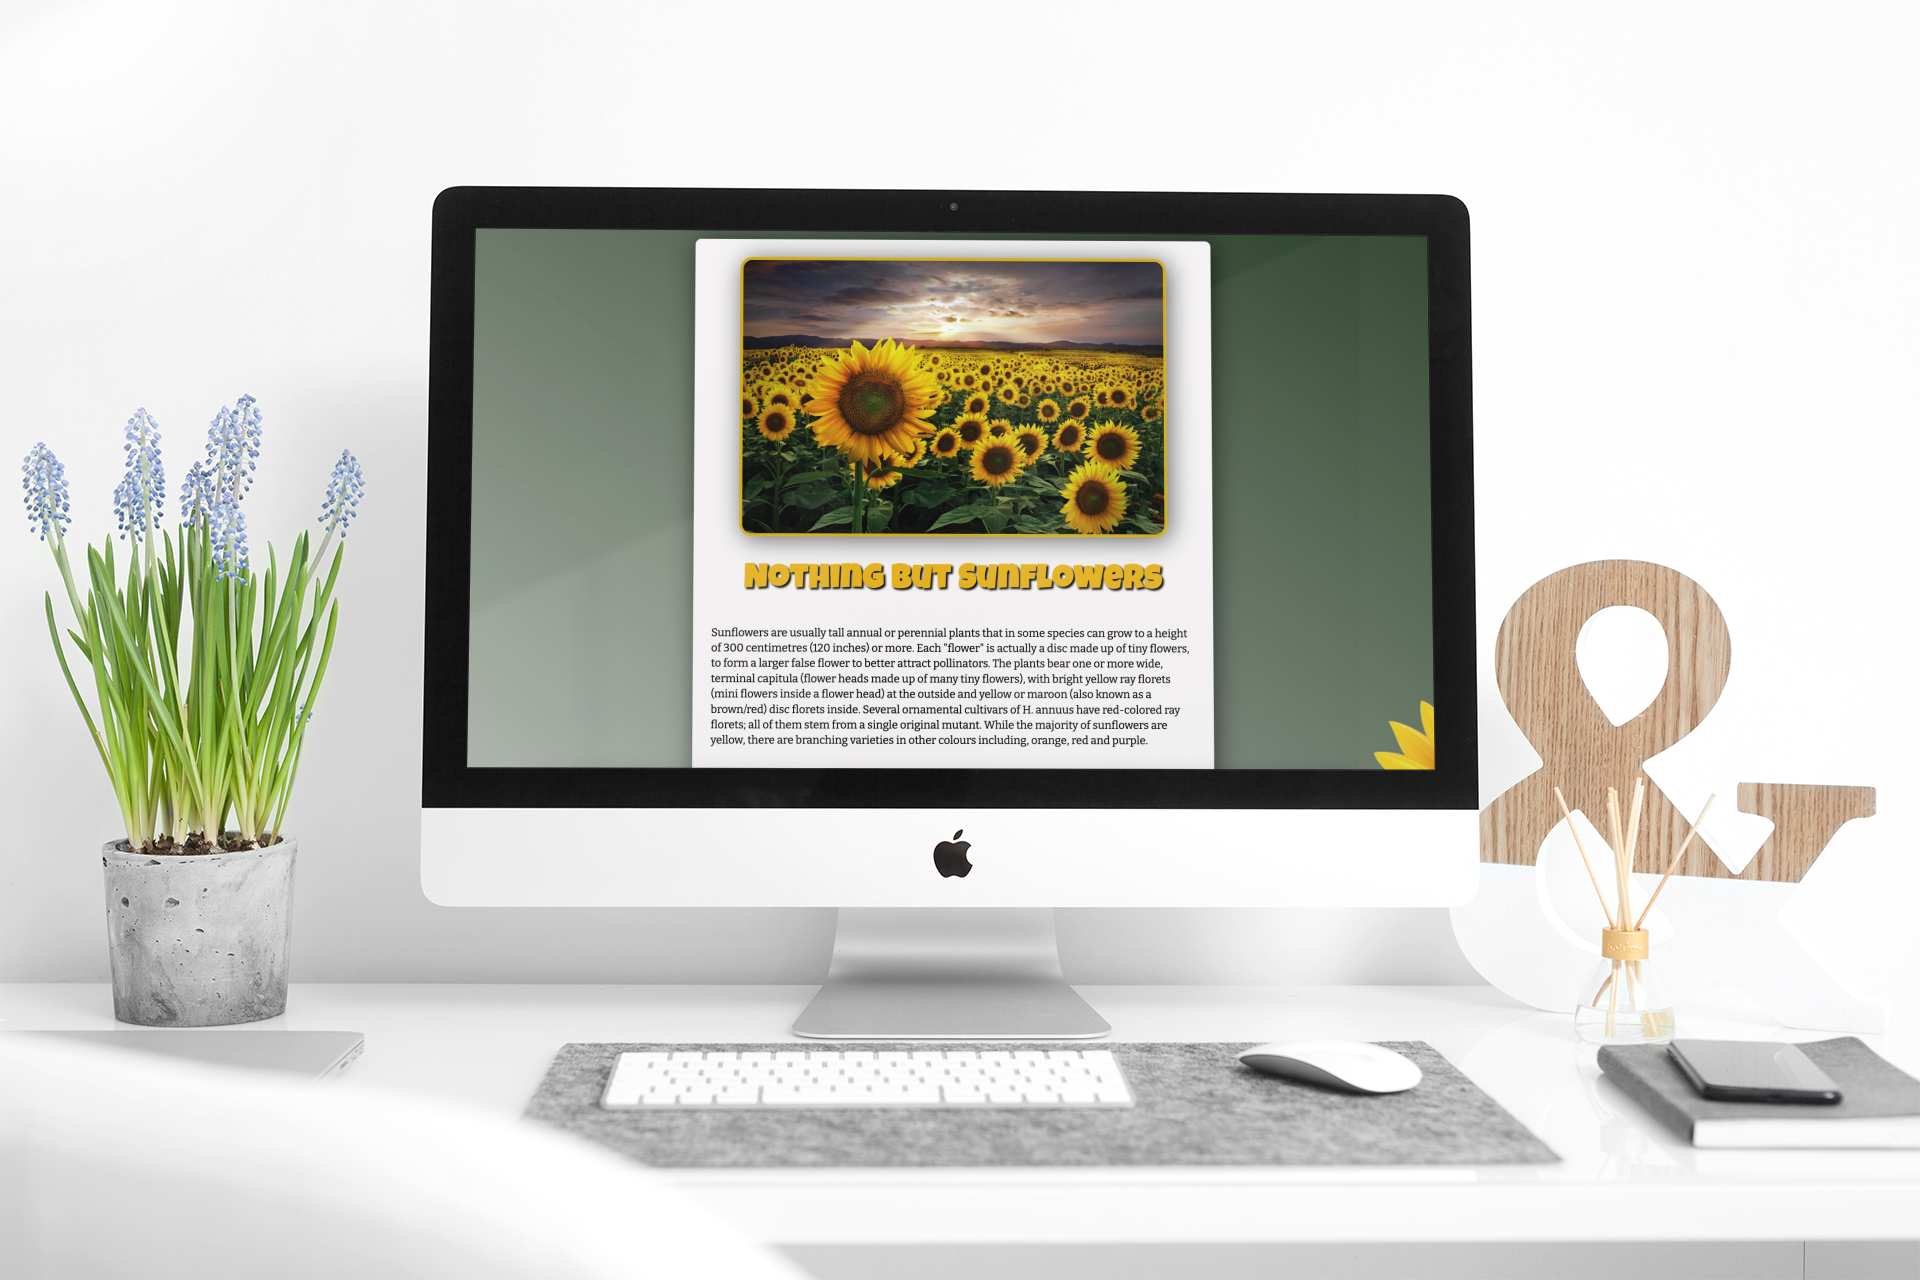 Nothing But Sunflowers
Sunflowers are usually tall annual or perennial plants that in some species can grow to a height
of 300 centimetres (120 inches) or more. Each "flower" is actually a disc made up of tiny flowers,
to form a larger false flower to better attract pollinators. The plants bear one or more wide,
terminal capitula (flower heads made up of many tiny flowers), with bright yellow ray florets
(mini flowers inside a flower head) at the outside and yellow or maroon (also known as a
brown/red) disc florets inside. Several ornamental cultivars of H. annuus have red-colored ray
florets; all of them stem from a single original mutant. While the majority of sunflowers are
yellow, there are branching varieties in other colours including, orange, red and purple.
&